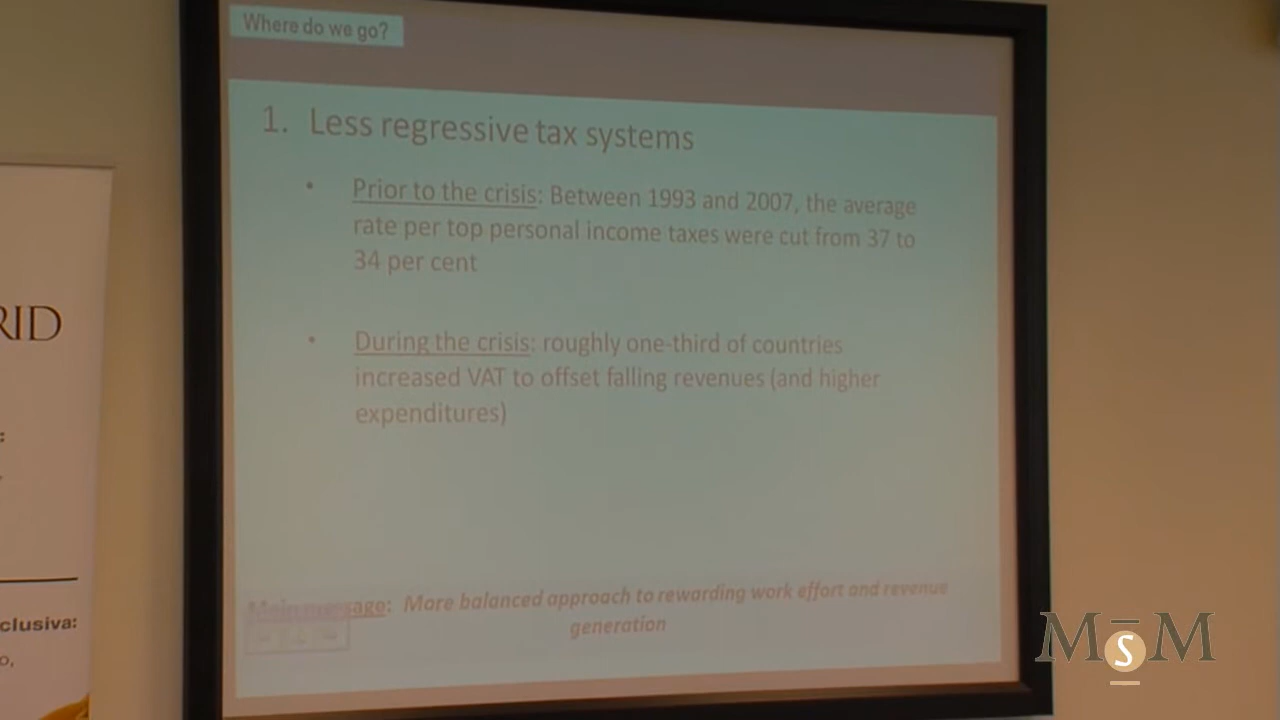 Where do we go?
1. Less regressive tax systems
• Prior to the crisis: Between 1993 and 2007, the average
rate per top personal income taxes were cut from 37 to
34 per cent
• During the crisis: roughly one-third of countries
increased VAT to offset falling revenues (and higher
expenditures)
Main message: More balanced approach to rewarding work effort and revenue
generation
RID
clusiva:
o,
MSM